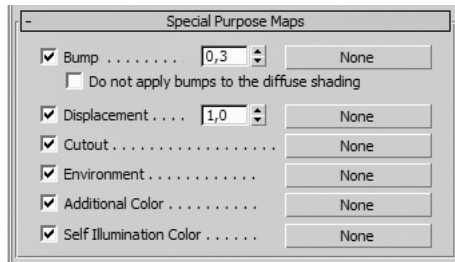 - Special Purpose Maps
Bump . . . . . . . . 0,3 None
Do not apply bumps to the diffuse shading
Displacement . . . . 1,0 None
Cutout . . . . . . . . . . . . . . . . . . None
Environment . . . . . . . . . . . . None
Additional Color . . . . . . . . . . None
Self Illumination Color . . . . . . None